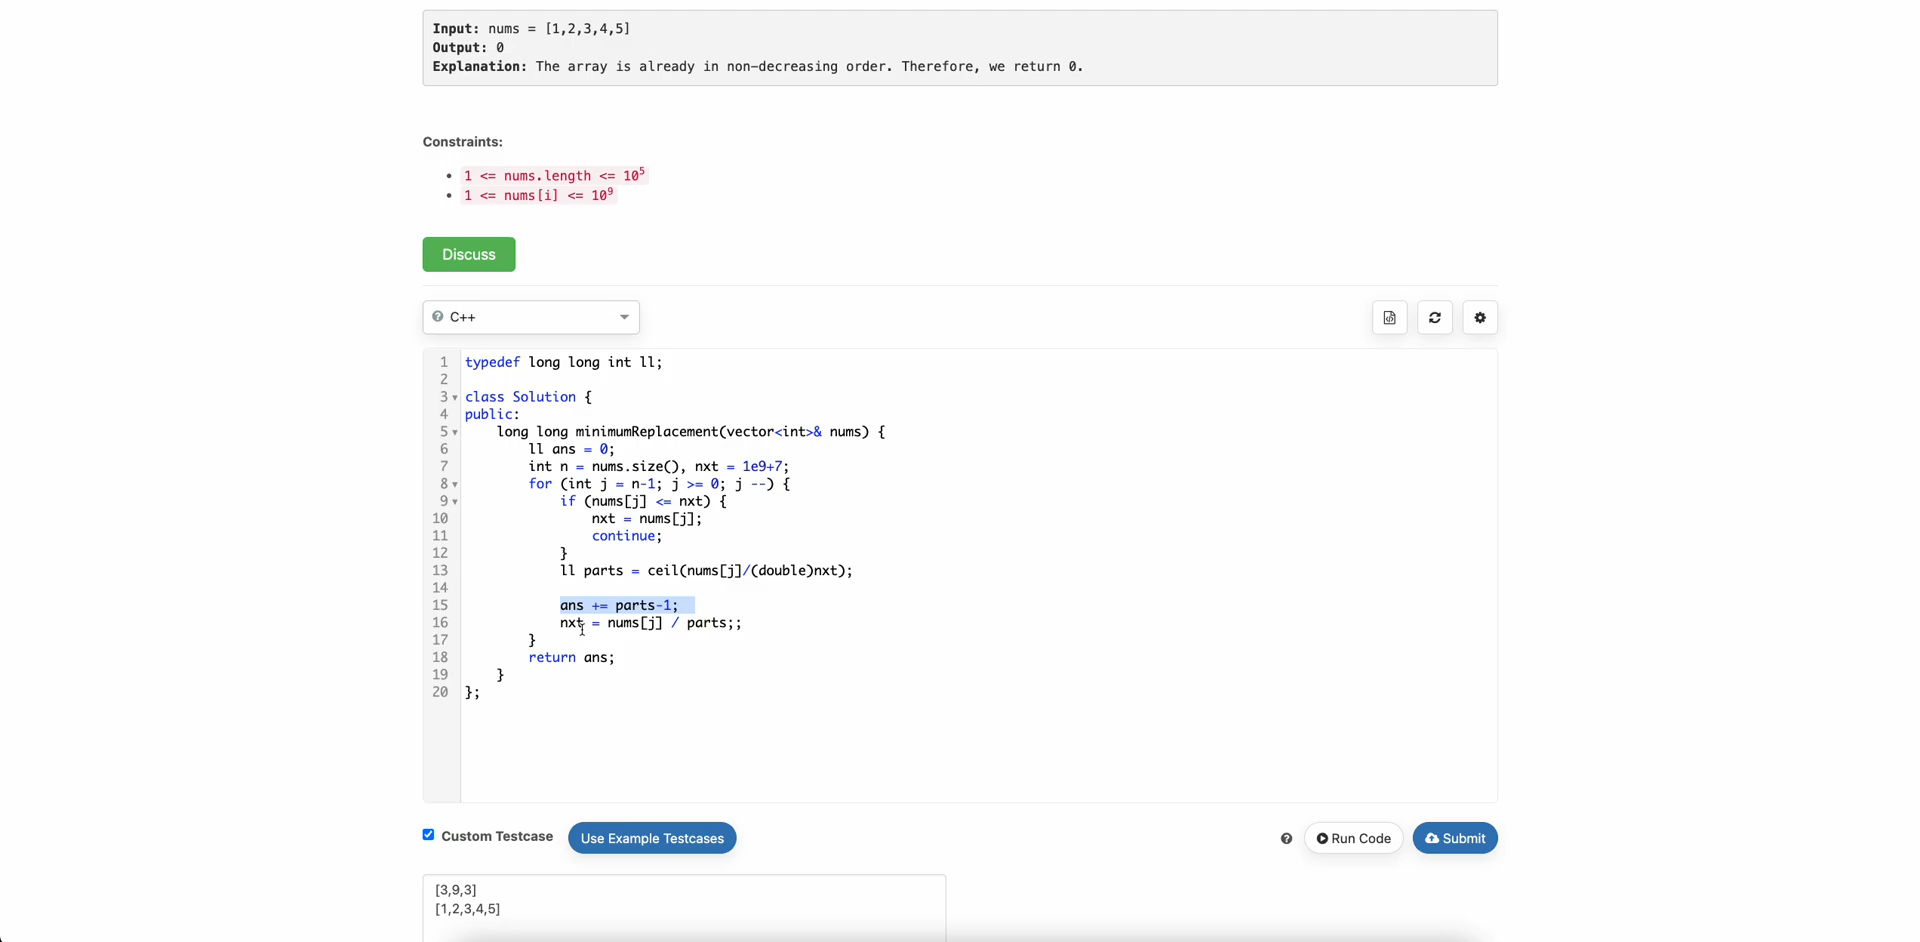 Input: nums = [1,2,3,4,5]
Output: 0
Explanation: The array is already in non-decreasing order. Therefore, we return 0.
Constraints:
1 <= nums.length <= 10^5
1 <= nums[i] <= 10^9
Discuss
C++
1 typedef long long int ll;
2
3 class Solution {
4 public:
5     long long minimumReplacement(vector<int>& nums) {
6         ll ans = 0;
7         int n = nums.size(), nxt = 1e9+7;
8         for (int j = n-1; j >= 0; j --) {
9             if (nums[j] <= nxt) {
10                 nxt = nums[j];
11                 continue;
12             }
13             ll parts = ceil(nums[j]/(double)nxt);
14
15             ans += parts-1;
16             nxt = nums[j] / parts;;
17         }
18         return ans;
19     }
20 };
Custom Testcase Use Example Testcases Run Code Submit
[3,9,3]
[1,2,3,4,5]